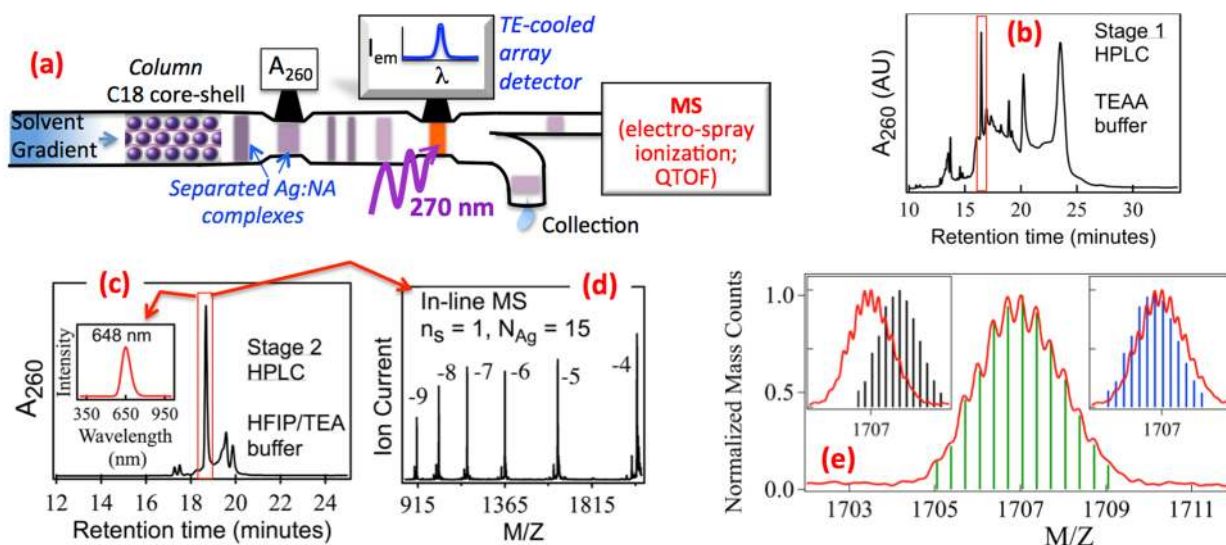 (a)
Column
C18 core-shell
Solvent
Gradient
Separated Ag:NA
complexes
A260
Iem
λ
TE-cooled
array
detector
270 nm
Collection
MS
(electro-spray
ionization;
QTOF)
(b)
Stage 1
HPLC
TEAA
buffer
A260 (AU)
10 15 20 25 30
Retention time (minutes)
(c)
648 nm
Intensity
350 650 950
Wavelength
(nm)
Stage 2
HPLC
HFIP/TEA
buffer
A260
12 14 16 18 20 22 24
Retention time (minutes)
(d)
In-line MS
nS = 1, NAg = 15
-9 -8 -7 -6 -5 -4
Ion Current
915 1365 1815
M/Z
(e)
Normalized Mass Counts
1.0
0.5
0.0
1707
1707
1703 1705 1707 1709 1711
M/Z